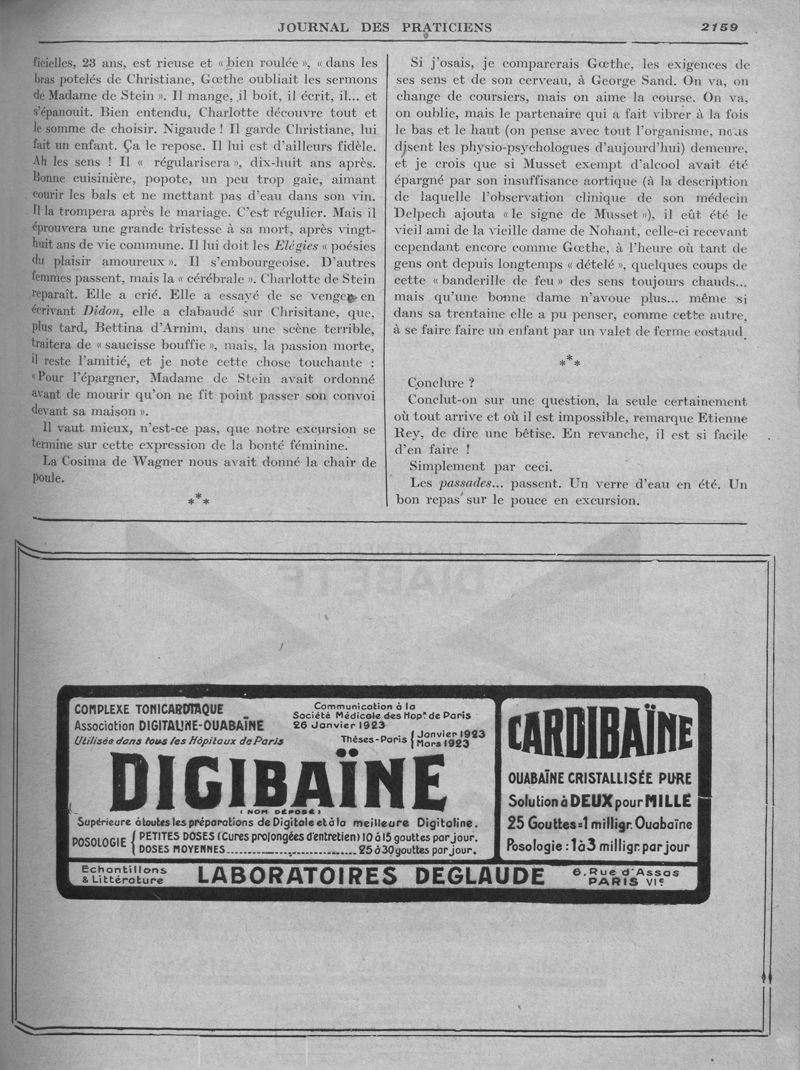 JOURNAL DES PRATICIENS
2159
ficielles, 23 ans, est rieuse et « bien roulée », « dans les
bras potelés de Christiane, Gœthe oubliait les sermons
de Madame de Stein ». Il mange, il boit, il écrit, il... et
s'épanouit. Bien entendu, Charlotte découvre tout et
le somme de choisir. Nigaude ! Il garde Christiane, lui
fait un enfant. Ça le repose. Il lui est d'ailleurs fidèle.
Ah les sens ! Il « régularisera », dix-huit ans après.
Bonne cuisinière, popote, un peu trop gaie, aimant
courir les bals et ne mettant pas d'eau dans son vin.
Il la trompera après le mariage. C'est régulier. Mais il
éprouvera une grande tristesse à sa mort, après vingt-
huit ans de vie commune. Il lui doit les Elégies « poésies
du plaisir amoureux ». Il s'embourgeoise. D'autres
femmes passent, mais la « cérébrale ». Charlotte de Stein
reparaît. Elle a crié. Elle a essayé de se venger en
écrivant Didon, elle a clabaudé sur Chrisitane, que,
plus tard, Bettina d'Arnim, dans une scène terrible,
traitera de « saucisse bouffie », mais, la passion morte,
il reste l'amitié, et je note cette chose touchante :
« Pour l'épargner, Madame de Stein avait ordonné
avant de mourir qu'on ne fit point passer son convoi
devant sa maison ».
Il vaut mieux, n'est-ce pas, que notre excursion se
termine sur cette expression de la bonté féminine.
La Cosima de Wagner nous avait donné la chair de
poule.
***
Si j'osais, je comparerais Gœthe, les exigences de
ses sens et de son cerveau, à George Sand. On va, on
change de coursiers, mais on aime la course. On va,
on oublie, mais le partenaire qui a fait vibrer à la fois
le bas et le haut (on pense avec tout l'organisme, nous
disent les physio-psychologues d'aujourd'hui) demeure,
et je crois que si Musset exempt d'alcool avait été
épargné par son insuffisance aortique (à la description
de laquelle l'observation clinique de son médecin
Delpech ajouta « le signe de Musset »), il eût été le
vieil ami de la vieille dame de Nohant, celle-ci recevant
cependant encore comme Gœthe, à l'heure où tant de
gens ont depuis longtemps « dételé », quelques coups de
cette « banderille de feu » des sens toujours chauds...
mais qu'une bonne dame n'avoue plus... même si
dans sa trentaine elle a pu penser, comme cette autre,
à se faire faire un enfant par un valet de ferme costaud.
***
Conclure ?
Conclut-on sur une question, la seule certainement
où tout arrive et où il est impossible, remarque Etienne
Rey, de dire une bêtise. En revanche, il est si facile
d'en faire !
Simplement par ceci.
Les passades... passent. Un verre d'eau en été. Un
bon repas sur le pouce en excursion.
COMPLEXE TONICARDIAQUE
Association DIGITALINE-OUABAÏNE
Utilisée dans tous les Hôpitaux de Paris
Communication à la
Société Médicale des Hop.x de Paris
26 Janvier 1923
Thèses-Paris { Janvier 1923
Mars 1923
DIGIBAÏNE
( NOM DÉPOSÉ )
Supérieure à toutes les préparations de Digitale et à la meilleure Digitaline.
POSOLOGIE { PETITES DOSES (Cures prolongées d'entretien) 10 à 15 gouttes par jour.
DOSES MOYENNES.......................... 25 à 30 gouttes par jour.
CARDIBAÏNE
OUABAÏNE CRISTALLISÉE PURE
Solution à DEUX pour MILLE
25 Gouttes=1 milligr. Ouabaïne
Posologie : 1 à 3 milligr. par jour
Echantillons
& Littérature
LABORATOIRES DEGLAUDE
6, Rue d'Assas
PARIS VIe
DIABÈTE